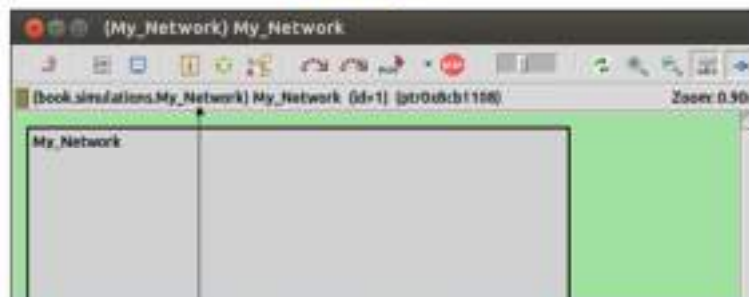 (My_Network) My_Network
(book.simulations.My_Network) My_Network (id=1) (ptr0x8cb1108)
Zoom: 0.90
My_Network